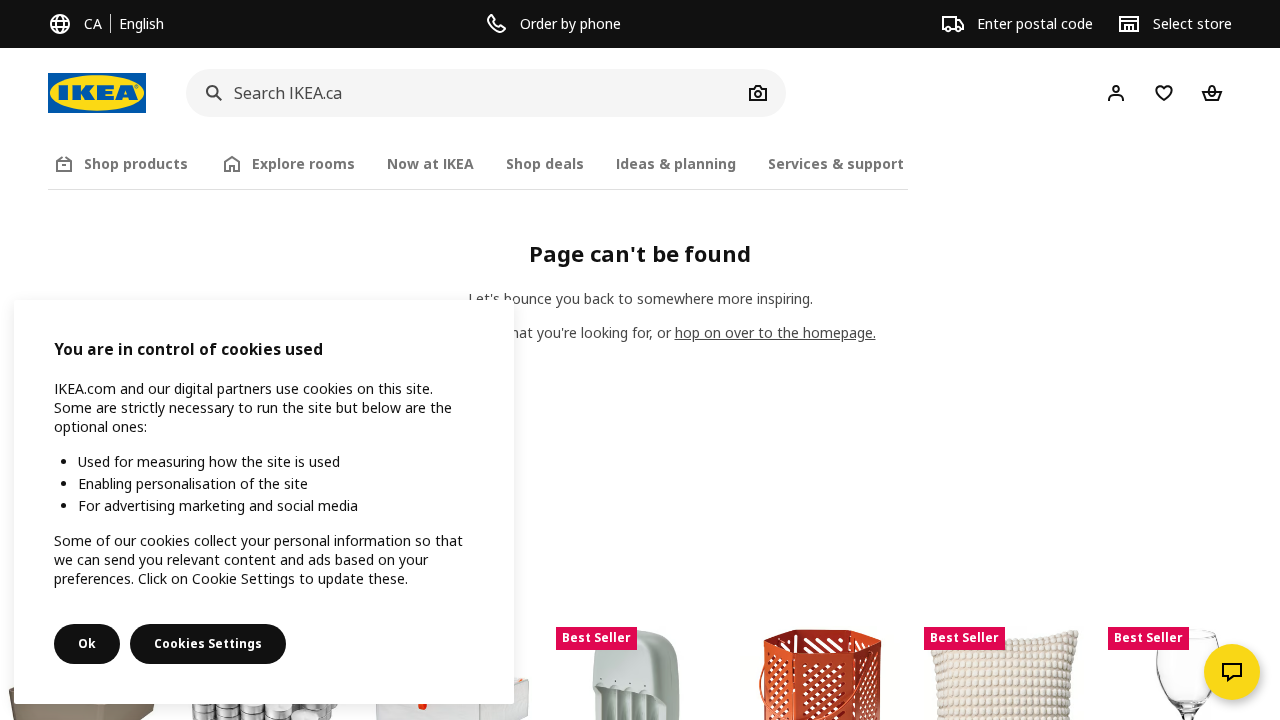 CA
English
Order by phone
Enter postal code
Select store
IKEA
Search IKEA.ca
Shop products
Explore rooms
Now at IKEA
Shop deals
Ideas & planning
Services & support
Page can't be found
Let's bounce you back to somewhere more inspiring.
you're looking for, or hop on over to the homepage.
You are in control of cookies used
IKEA.com and our digital partners use cookies on this site.
Some are strictly necessary to run the site but below are the
optional ones:
Used for measuring how the site is used
Enabling personalisation of the site
For advertising marketing and social media
Some of our cookies collect your personal information so that
we can send you relevant content and ads based on your
preferences. Click on Cookie Settings to update these.
Ok
Cookies Settings
Best Seller
Best Seller
Best Seller